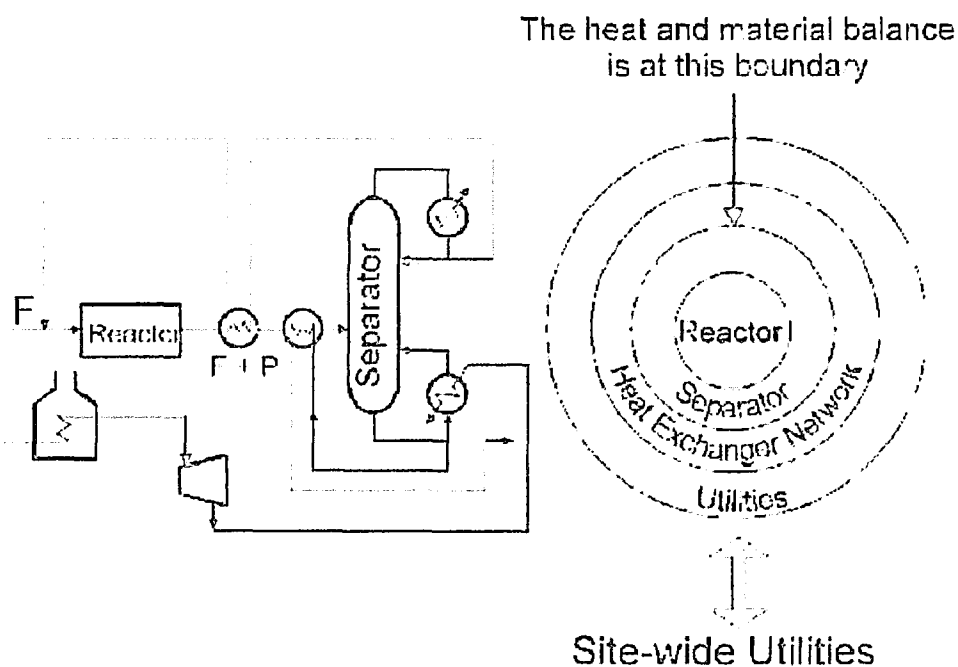 The heat and material balance
is at this boundary
Separator
F
Reactor
F + P
Reactor
Separator
Heat Exchanger Network
Utilities
Site-wide Utilities